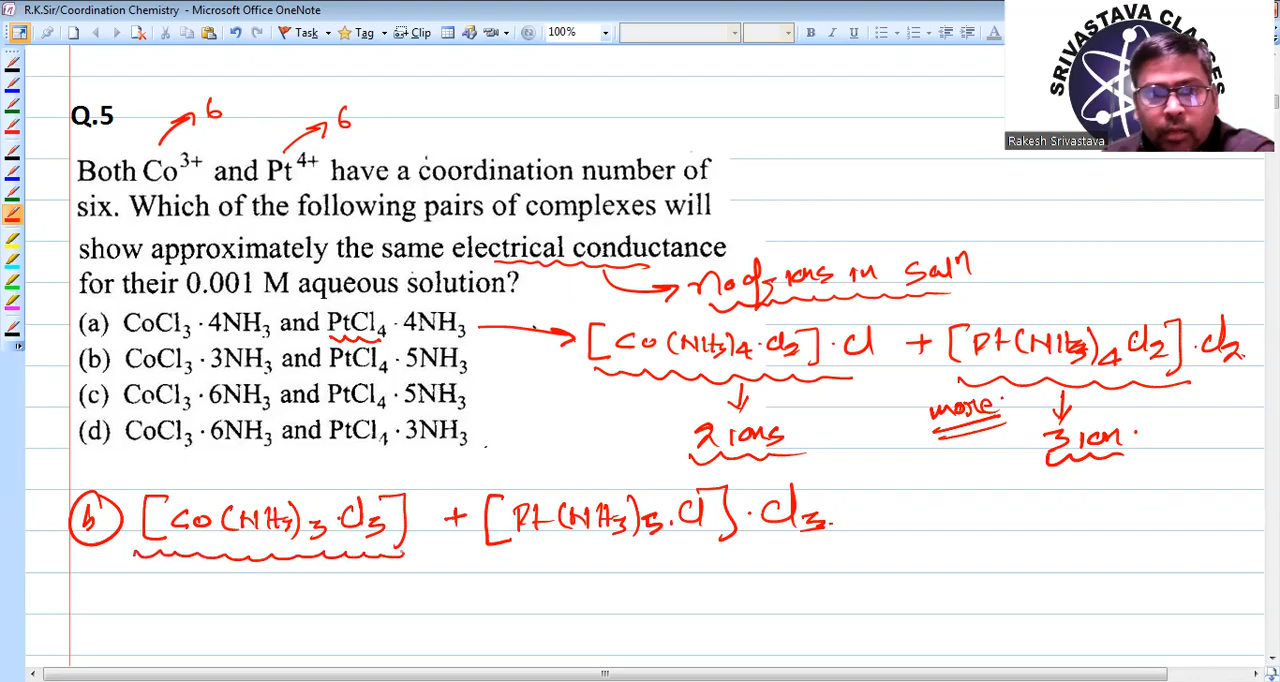 R.K.Sir/Coordination Chemistry - Microsoft Office OneNote
Task
Tag
Clip
100%
B I U
A
SRIVASTAVA CLASSES
Rakesh Srivastava
Q.5
6
6
Both Co³⁺ and Pt⁴⁺ have a coordination number of
six. Which of the following pairs of complexes will
show approximately the same electrical conductance
for their 0.001 M aqueous solution?
no of ions in solⁿ
(a) CoCl₃ · 4NH₃ and PtCl₄ · 4NH₃
[Co(NH₃)₄·Cl₂]·Cl + [Pt(NH₃)₄Cl₂]·Cl₂
(b) CoCl₃ · 3NH₃ and PtCl₄ · 5NH₃
(c) CoCl₃ · 6NH₃ and PtCl₄ · 5NH₃
more
(d) CoCl₃ · 6NH₃ and PtCl₄ · 3NH₃
2 ions
3 ion.
b [Co(NH₃)₃·Cl₃] + [Pt(NH₃)₅·Cl]·Cl₃.